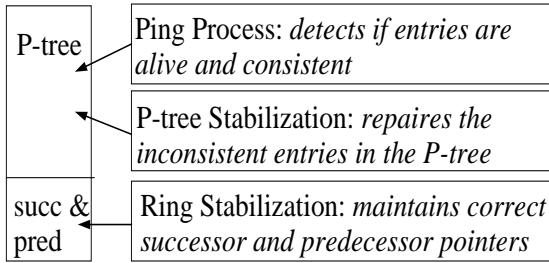 P-tree
Ping Process: detects if entries are
alive and consistent
P-tree Stabilization: repaires the
inconsistent entries in the P-tree
succ &
pred
Ring Stabilization: maintains correct
successor and predecessor pointers